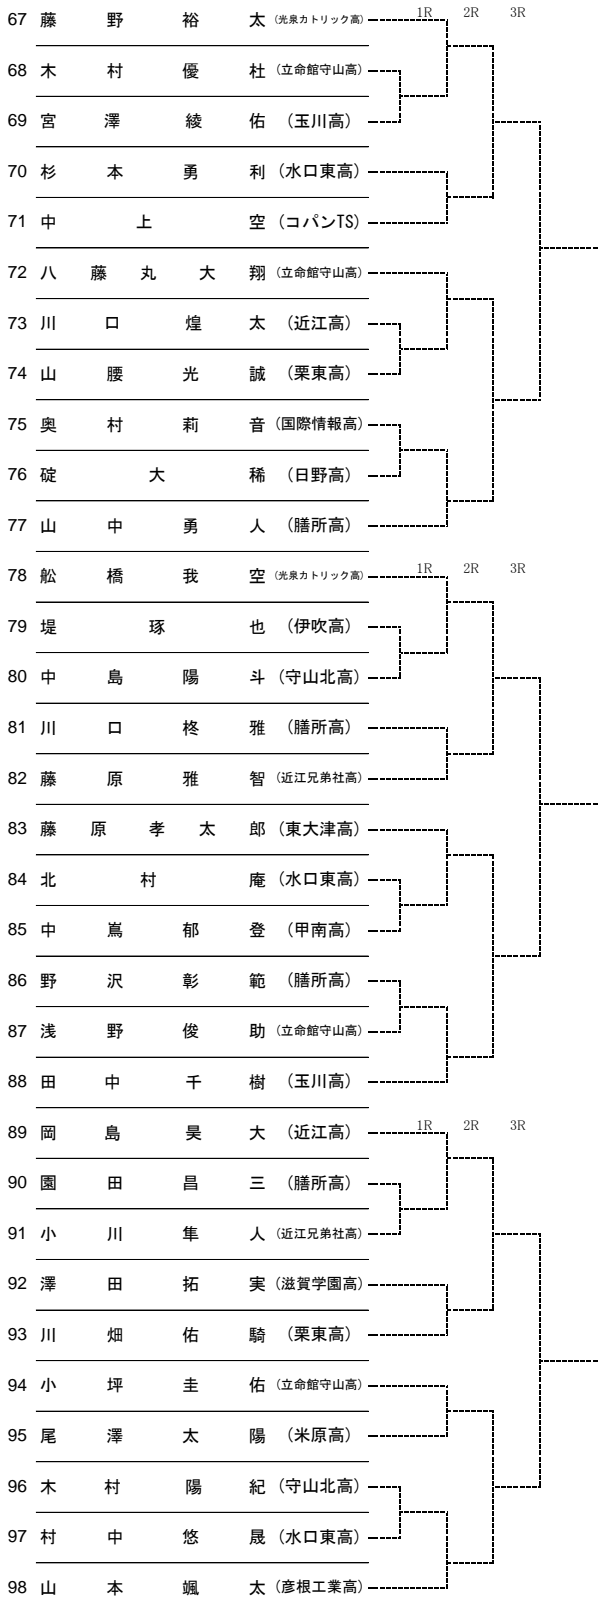 1R 2R 3R
67 藤野裕太 (光泉カトリック高)
68 木村優杜 (立命館守山高)
69 宮澤綾佑 (玉川高)
70 杉本勇利 (水口東高)
71 中上空 (コパンTS)
72 八藤丸大翔 (立命館守山高)
73 川口煌太 (近江高)
74 山腰光誠 (栗東高)
75 奥村莉音 (国際情報高)
76 碇大稀 (日野高)
77 山中勇人 (膳所高)
1R 2R 3R
78 舩橋我空 (光泉カトリック高)
79 堤琢也 (伊吹高)
80 中島陽斗 (守山北高)
81 川口柊雅 (膳所高)
82 藤原雅智 (近江兄弟社高)
83 藤原孝太郎 (東大津高)
84 北村庵 (水口東高)
85 中嶌郁登 (甲南高)
86 野沢彰範 (膳所高)
87 浅野俊助 (立命館守山高)
88 田中千樹 (玉川高)
1R 2R 3R
89 岡島昊大 (近江高)
90 園田昌三 (膳所高)
91 小川隼人 (近江兄弟社高)
92 澤田拓実 (滋賀学園高)
93 川畑佑騎 (栗東高)
94 小坪圭佑 (立命館守山高)
95 尾澤太陽 (米原高)
96 木村陽紀 (守山北高)
97 村中悠晟 (水口東高)
98 山本颯太 (彦根工業高)